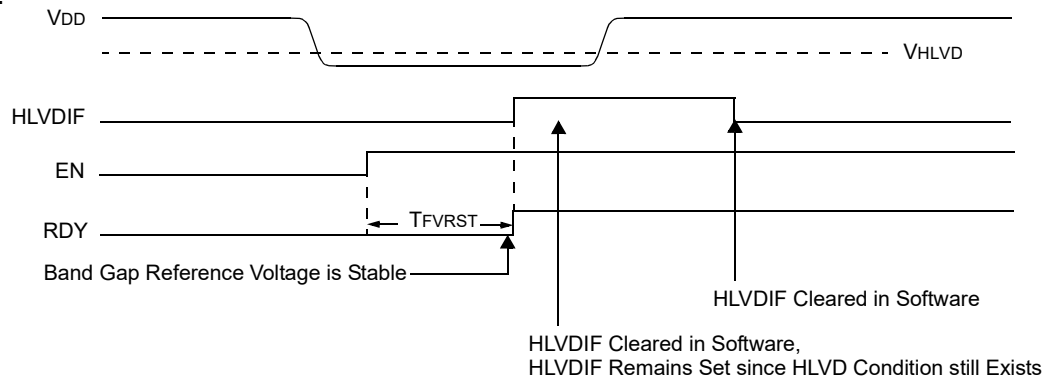 VDD
VHLVD
HLVDIF
EN
TFVRST
RDY
Band Gap Reference Voltage is Stable
HLVDIF Cleared in Software
HLVDIF Cleared in Software,
HLVDIF Remains Set since HLVD Condition still Exists